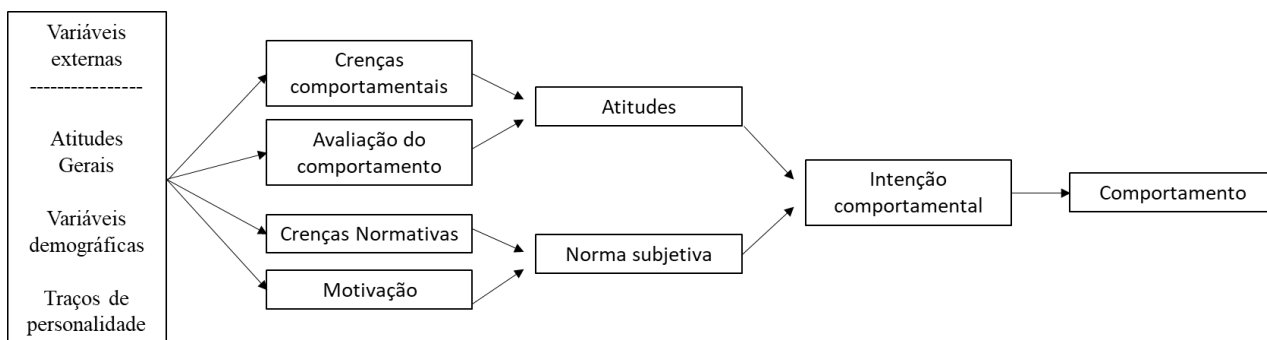 Variáveis
externas
----------------
Atitudes
Gerais
Variáveis
demográficas
Traços de
personalidade
Crenças
comportamentais
Avaliação do
comportamento
Crenças Normativas
Motivação
Atitudes
Norma subjetiva
Intenção
comportamental
Comportamento